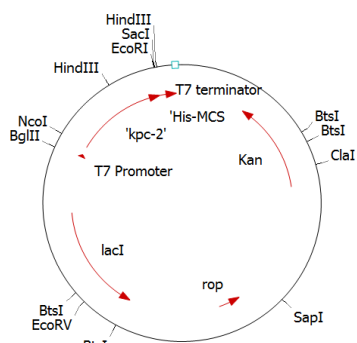 HindIII
SacI
EcoRI
HindIII
T7 terminator
'His-MCS
NcoI
BglII
'kpc-2'
BtsI
BtsI
Kan
ClaI
T7 Promoter
lacI
rop
BtsI
EcoRV
SapI